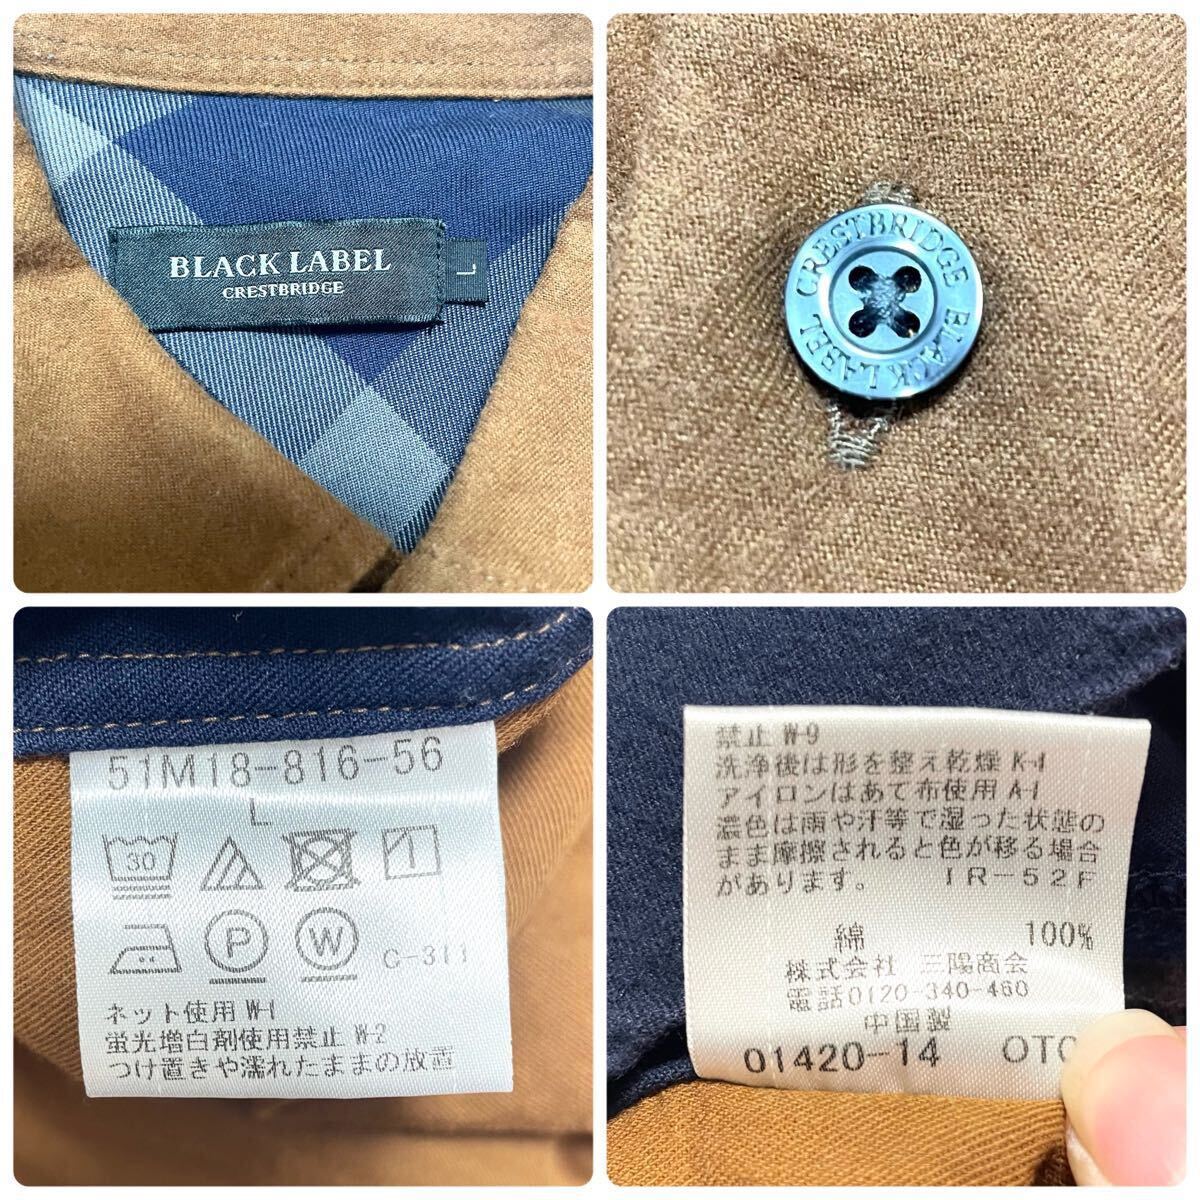 BLACK LABEL
CRESTBRIDGE
L
CRESTBRIDGE BLACK LABEL
51M18-816-56
L
30
P
W
C-311
ネット使用 W-1
蛍光増白剤使用禁止 W-2
つけ置きや濡れたままの放置
禁止 W-9
洗浄後は形を整え乾燥 K-4
アイロンはあて布使用 A-1
濃色は雨や汗等で湿った状態の
まま摩擦されると色が移る場合
があります。 IR-52F
綿 100%
株式会社 三陽商会
電話0120-340-460
中国製
01420-14 OTC